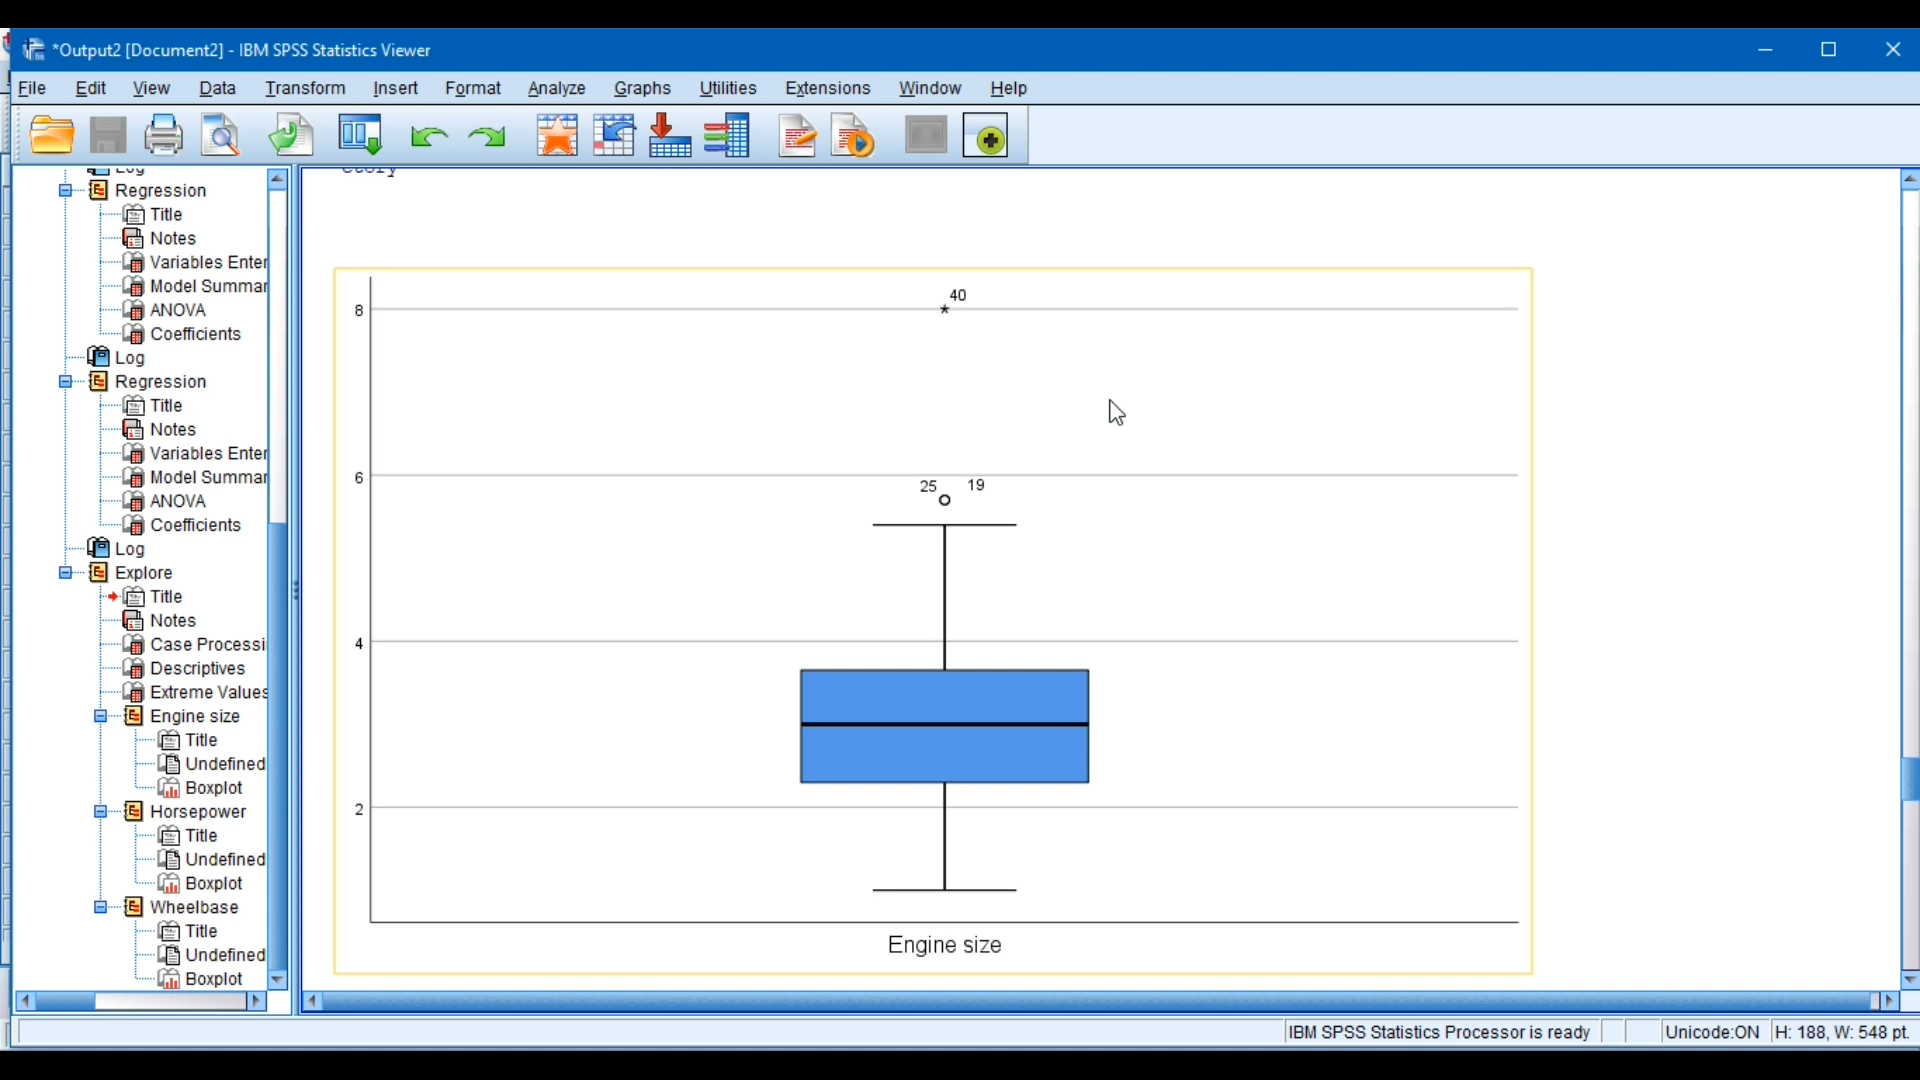 *Output2 [Document2] - IBM SPSS Statistics Viewer
File Edit View Data Transform Insert Format Analyze Graphs Utilities Extensions Window Help
Log
Regression
Title
Notes
Variables Enter
Model Summar
ANOVA
Coefficients
Log
Regression
Title
Notes
Variables Enter
Model Summar
ANOVA
Coefficients
Log
Explore
Title
Notes
Case Processi
Descriptives
Extreme Values
Engine size
Title
Undefined
Boxplot
Horsepower
Title
Undefined
Boxplot
Wheelbase
Title
Undefined
Boxplot
40
8
6
25 19
4
2
Engine size
IBM SPSS Statistics Processor is ready Unicode:ON H: 188, W: 548 pt.